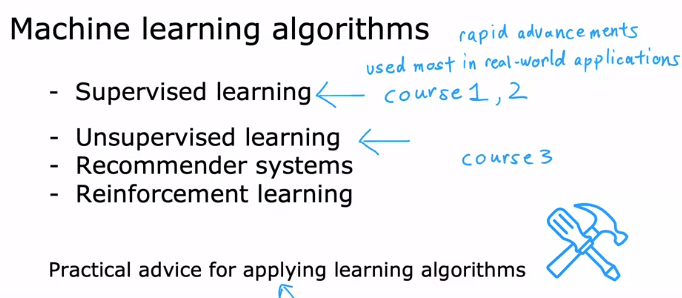 Machine learning algorithms
rapid advancements
used most in real-world applications
- Supervised learning
course 1, 2
- Unsupervised learning
- Recommender systems
course 3
- Reinforcement learning
Practical advice for applying learning algorithms